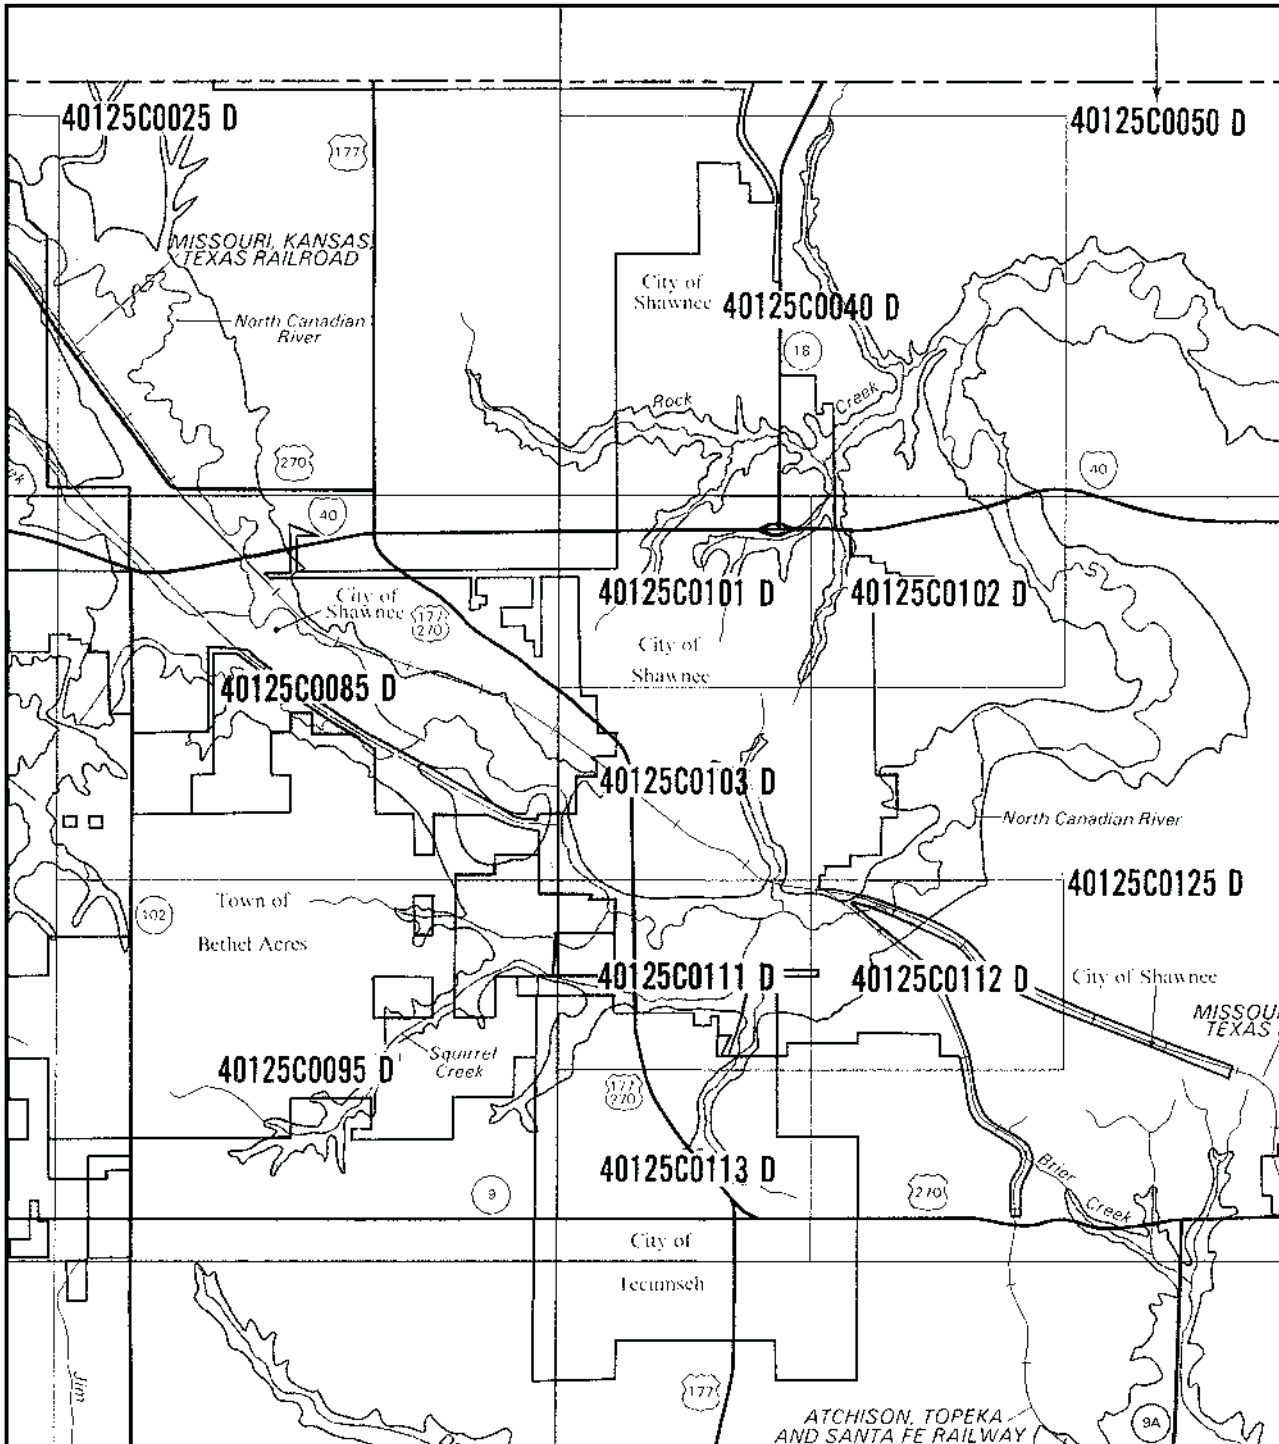 40125C0025 D
40125C0050 D
177
MISSOURI, KANSAS,
TEXAS RAILROAD
City of
Shawnee
40125C0040 D
North Canadian
River
18
Rock
Creek
270
40
40
40125C0101 D
40125C0102 D
City of
Shawnee
177
270
City of
Shawnee
40125C0085 D
40125C0103 D
North Canadian River
40125C0125 D
Town of
102
Bethel Acres
40125C0111 D
40125C0112 D
City of Shawnee
MISSOU
TEXAS
Squirrel
Creek
40125C0095 D
177
270
40125C0113 D
Brier
Creek
270
9
City of
Tecumseh
Jim
177
ATCHISON, TOPEKA
AND SANTA FE RAILWAY
9A